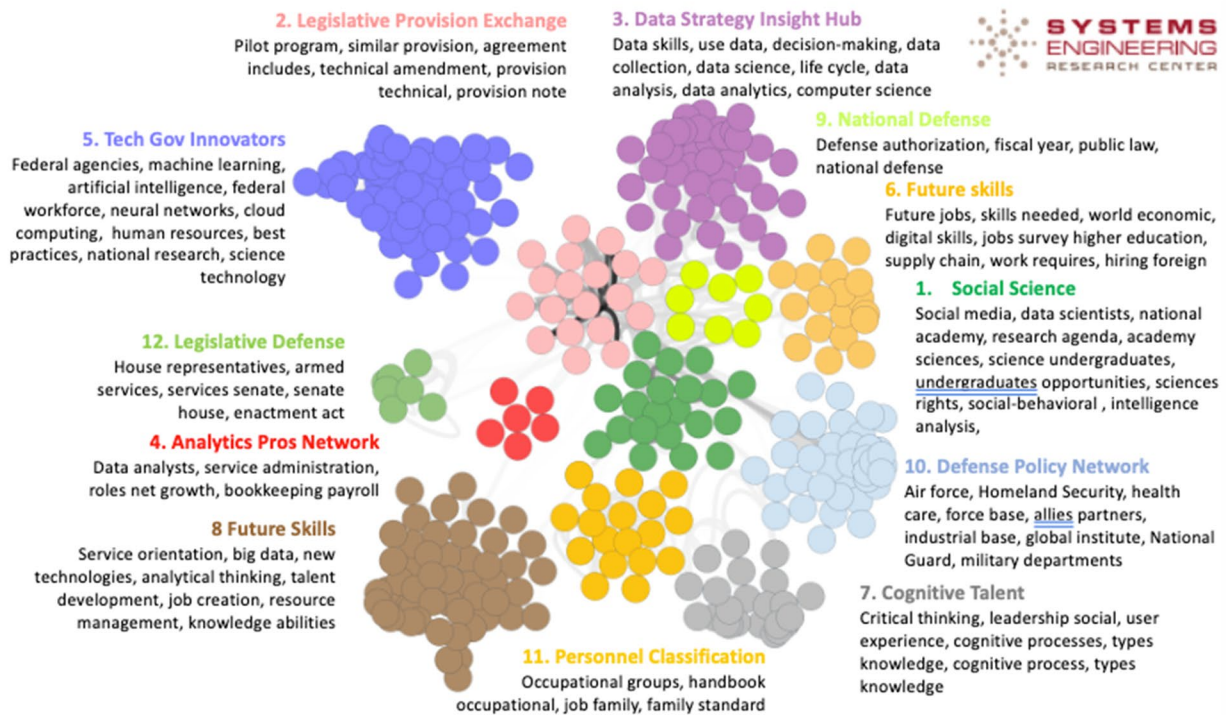 2. Legislative Provision Exchange
Pilot program, similar provision, agreement
includes, technical amendment, provision
technical, provision note
3. Data Strategy Insight Hub
Data skills, use data, decision-making, data
collection, data science, life cycle, data
analysis, data analytics, computer science
SYSTEMS
ENGINEERING
RESEARCH CENTER
5. Tech Gov Innovators
Federal agencies, machine learning,
artificial intelligence, federal
workforce, neural networks, cloud
computing, human resources, best
practices, national research, science
technology
9. National Defense
Defense authorization, fiscal year, public law,
national defense
6. Future skills
Future jobs, skills needed, world economic,
digital skills, jobs survey higher education,
supply chain, work requires, hiring foreign
1. Social Science
Social media, data scientists, national
academy, research agenda, academy
sciences, science undergraduates,
undergraduates opportunities, sciences
rights, social-behavioral , intelligence
analysis,
12. Legislative Defense
House representatives, armed
services, services senate, senate
house, enactment act
4. Analytics Pros Network
Data analysts, service administration,
roles net growth, bookkeeping payroll
10. Defense Policy Network
Air force, Homeland Security, health
care, force base, allies partners,
industrial base, global institute, National
Guard, military departments
8 Future Skills
Service orientation, big data, new
technologies, analytical thinking, talent
development, job creation, resource
management, knowledge abilities
7. Cognitive Talent
Critical thinking, leadership social, user
experience, cognitive processes, types
knowledge, cognitive process, types
knowledge
11. Personnel Classification
Occupational groups, handbook
occupational, job family, family standard